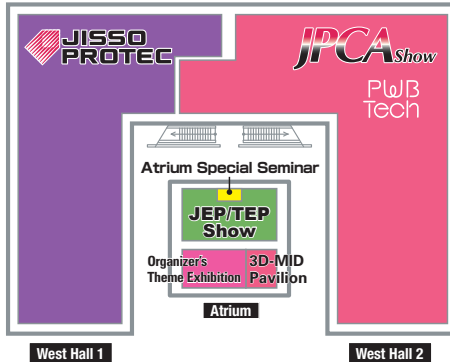 JISSO
PROTEC
JPCA Show
PWB
Tech
Atrium Special Seminar
JEP/TEP
Show
Organizer's
Theme Exhibition
3D-MID
Pavilion
Atrium
West Hall 1
West Hall 2